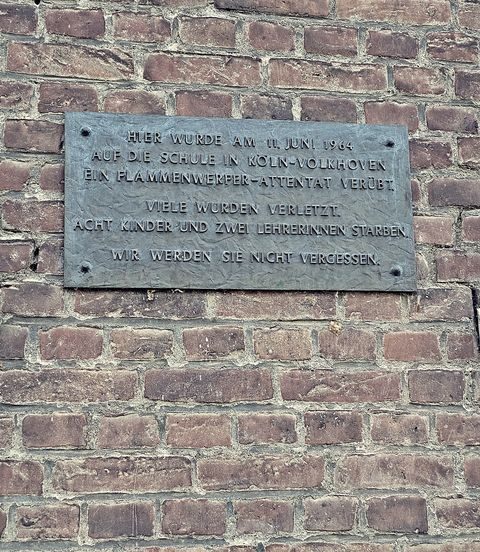 HIER WURDE AM 11. JUNI 1964
AUF DIE SCHULE IN KÖLN-VOLKHOVEN
EIN FLAMMENWERFER-ATTENTAT VERÜBT.
VIELE WURDEN VERLETZT.
ACHT KINDER UND ZWEI LEHRERINNEN STARBEN.
WIR WERDEN SIE NICHT VERGESSEN.